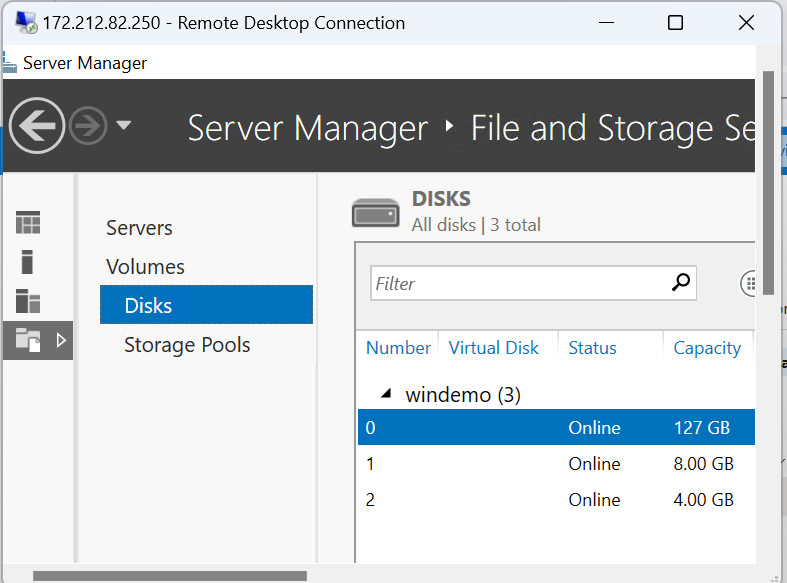 172.212.82.250 - Remote Desktop Connection
Server Manager
Server Manager File and Storage Se
Servers
Volumes
Disks
Storage Pools
DISKS
All disks | 3 total
Filter
Number Virtual Disk Status Capacity
windemo (3)
0 Online 127 GB
1 Online 8.00 GB
2 Online 4.00 GB